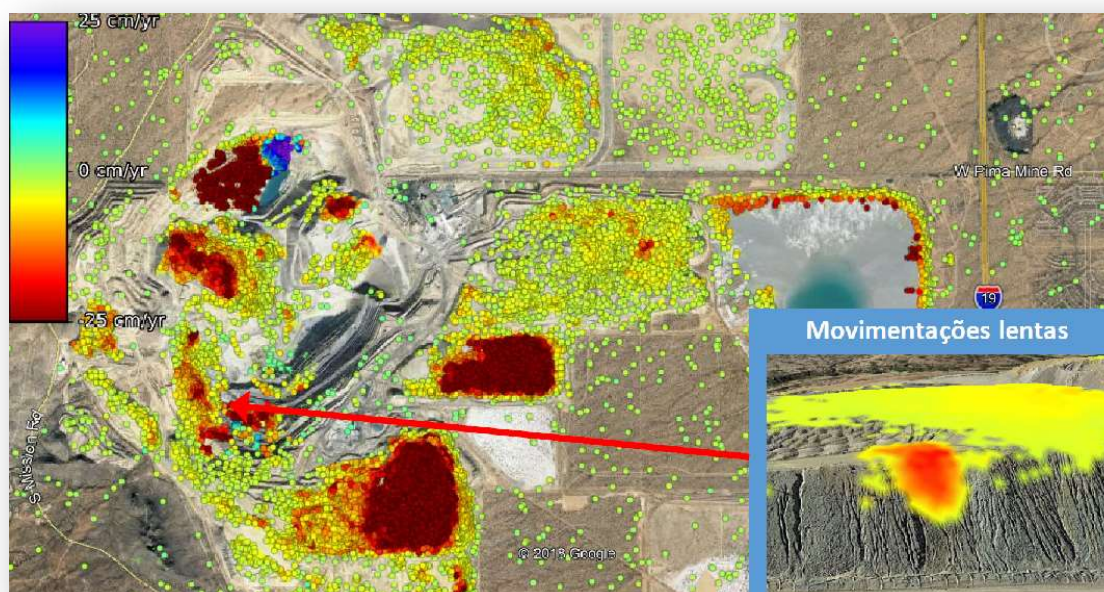 25 cm/yr
0 cm/yr
-25 cm/yr
W Pima Mine Rd
19
S Mission Rd
Movimentações lentas
© 2018 Google